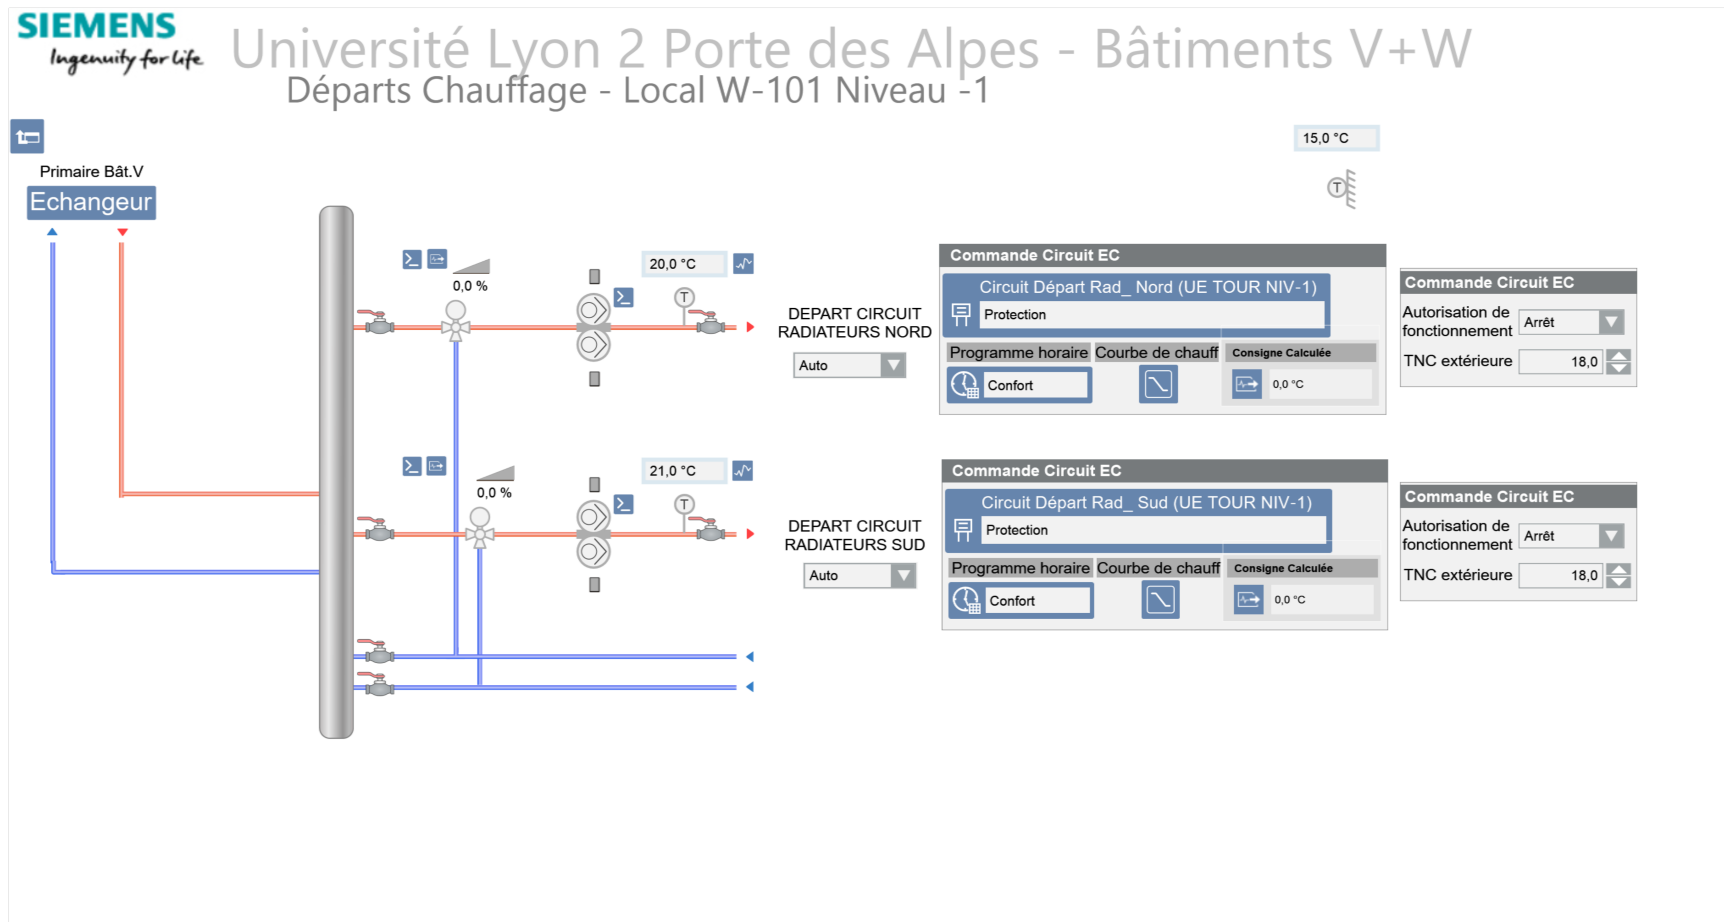 SIEMENS
Ingenuity for life
Université Lyon 2 Porte des Alpes - Bâtiments V+W
Départs Chauffage - Local W-101 Niveau -1
15,0 °C
T
Primaire Bât.V
Echangeur
0,0 %
20,0 °C
T
DEPART CIRCUIT
RADIATEURS NORD
Auto
Commande Circuit EC
Circuit Départ Rad_ Nord (UE TOUR NIV-1)
Protection
Programme horaire
Courbe de chauff
Consigne Calculée
Confort
0,0 °C
Commande Circuit EC
Autorisation de
fonctionnement
Arrêt
TNC extérieure
18,0
0,0 %
21,0 °C
T
DEPART CIRCUIT
RADIATEURS SUD
Auto
Commande Circuit EC
Circuit Départ Rad_ Sud (UE TOUR NIV-1)
Protection
Programme horaire
Courbe de chauff
Consigne Calculée
Confort
0,0 °C
Commande Circuit EC
Autorisation de
fonctionnement
Arrêt
TNC extérieure
18,0